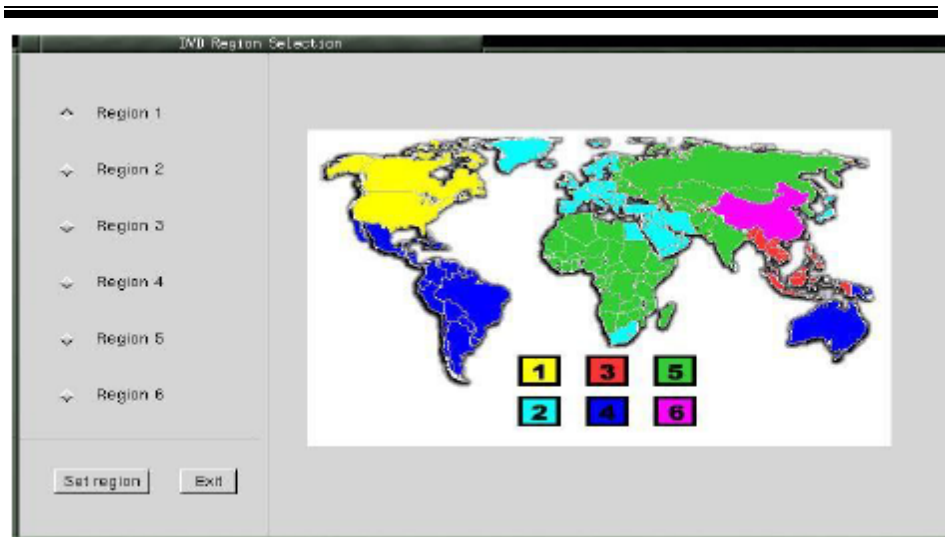 DVD Region Selection
Region 1
Region 2
Region 3
Region 4
Region 5
Region 6
Set region Exit
1 3 5
2 4 6